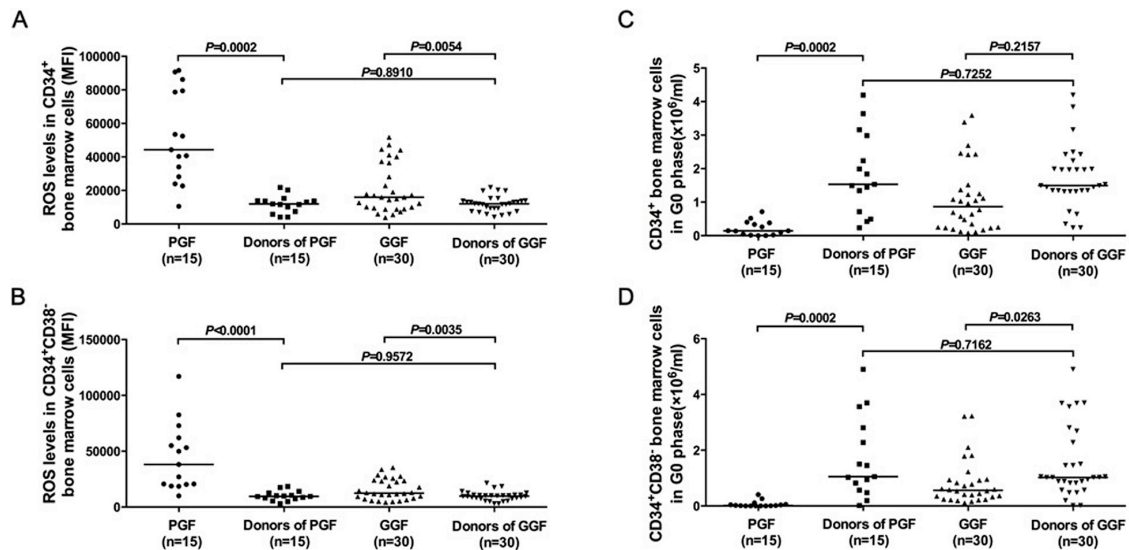 A
ROS levels in CD34+
bone marrow cells (MFI)
100000
80000
60000
40000
20000
0
P=0.0002
P=0.0054
P=0.8910
PGF
(n=15)
Donors of PGF
(n=15)
GGF
(n=30)
Donors of GGF
(n=30)
B
ROS levels in CD34+CD38-
bone marrow cells (MFI)
150000
100000
50000
0
P<0.0001
P=0.0035
P=0.9572
PGF
(n=15)
Donors of PGF
(n=15)
GGF
(n=30)
Donors of GGF
(n=30)
C
CD34+ bone marrow cells
in G0 phase(×10⁶/ml)
5
4
3
2
1
0
P=0.0002
P=0.2157
P=0.7252
PGF
(n=15)
Donors of PGF
(n=15)
GGF
(n=30)
Donors of GGF
(n=30)
D
CD34+CD38- bone marrow cells
in G0 phase(×10⁶/ml)
6
4
2
0
P=0.0002
P=0.0263
P=0.7162
PGF
(n=15)
Donors of PGF
(n=15)
GGF
(n=30)
Donors of GGF
(n=30)